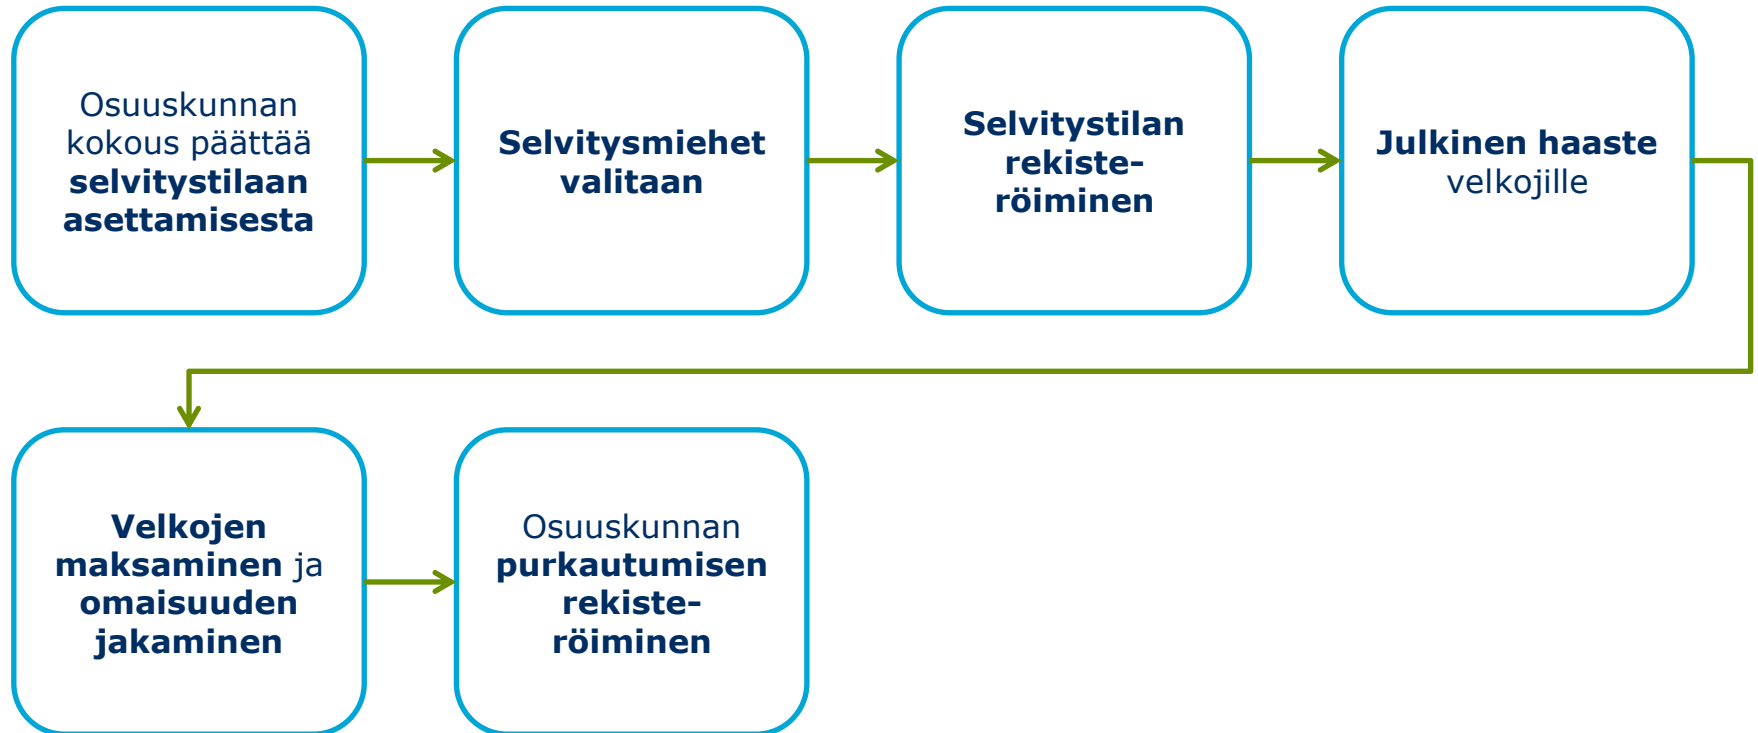 Osuuskunnan
kokous päättää
selvitystilaan
asettamisesta
Selvitysmiehet
valitaan
Selvitystilan
rekiste-
röiminen
Julkinen haaste
velkojille
Velkojen
maksaminen ja
omaisuuden
jakaminen
Osuuskunnan
purkautumisen
rekiste-
röiminen